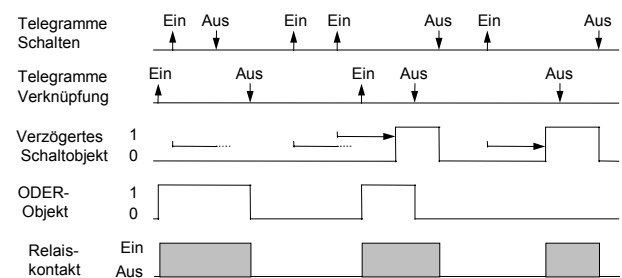 Telegramme Schalten Ein Aus Ein Ein Aus Ein Aus
Telegramme Verknüpfung Ein Aus Ein Aus Aus
Verzögertes Schaltobjekt 1 0
ODER-Objekt 1 0
Relais-kontakt Ein Aus